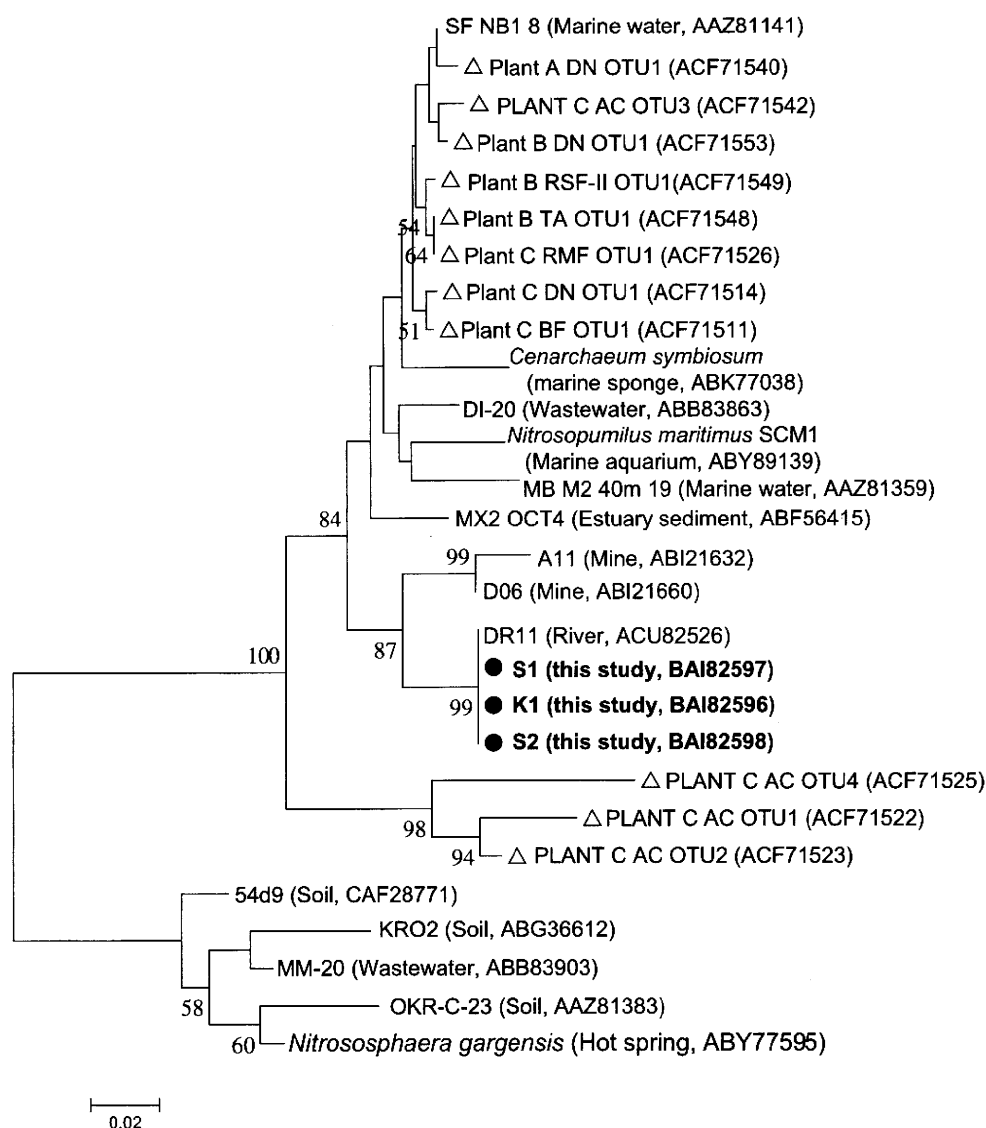 SF NB1 8 (Marine water, AAZ81141)
△ Plant A DN OTU1 (ACF71540)
△ PLANT C AC OTU3 (ACF71542)
△ Plant B DN OTU1 (ACF71553)
△ Plant B RSF-II OTU1(ACF71549)
54 △ Plant B TA OTU1 (ACF71548)
64 △ Plant C RMF OTU1 (ACF71526)
△ Plant C DN OTU1 (ACF71514)
51 △ Plant C BF OTU1 (ACF71511)
Cenarchaeum symbiosum
(marine sponge, ABK77038)
DI-20 (Wastewater, ABB83863)
Nitrosopumilus maritimus SCM1
(Marine aquarium, ABY89139)
MB M2 40m 19 (Marine water, AAZ81359)
84 MX2 OCT4 (Estuary sediment, ABF56415)
99 A11 (Mine, ABI21632)
D06 (Mine, ABI21660)
DR11 (River, ACU82526)
100 87 ● S1 (this study, BAI82597)
99 ● K1 (this study, BAI82596)
● S2 (this study, BAI82598)
△ PLANT C AC OTU4 (ACF71525)
98 △ PLANT C AC OTU1 (ACF71522)
94 △ PLANT C AC OTU2 (ACF71523)
54d9 (Soil, CAF28771)
KRO2 (Soil, ABG36612)
MM-20 (Wastewater, ABB83903)
58 OKR-C-23 (Soil, AAZ81383)
60 Nitrososphaera gargensis (Hot spring, ABY77595)
0.02